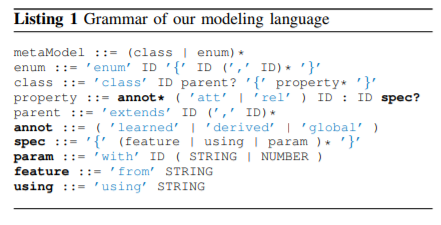 Listing 1 Grammar of our modeling language
metaModel ::= (class | enum)*
enum ::= 'enum' ID '{' ID (',' ID)* '}'
class ::= 'class' ID parent? '{' property* '}'
property ::= annot* ( 'att' | 'rel' ) ID : ID spec?
parent ::= 'extends' ID (',' ID)*
annot ::= ( 'learned' | 'derived' | 'global' )
spec ::= '{' (feature | using | param )* '}'
param ::= 'with' ID ( STRING | NUMBER )
feature ::= 'from' STRING
using ::= 'using' STRING